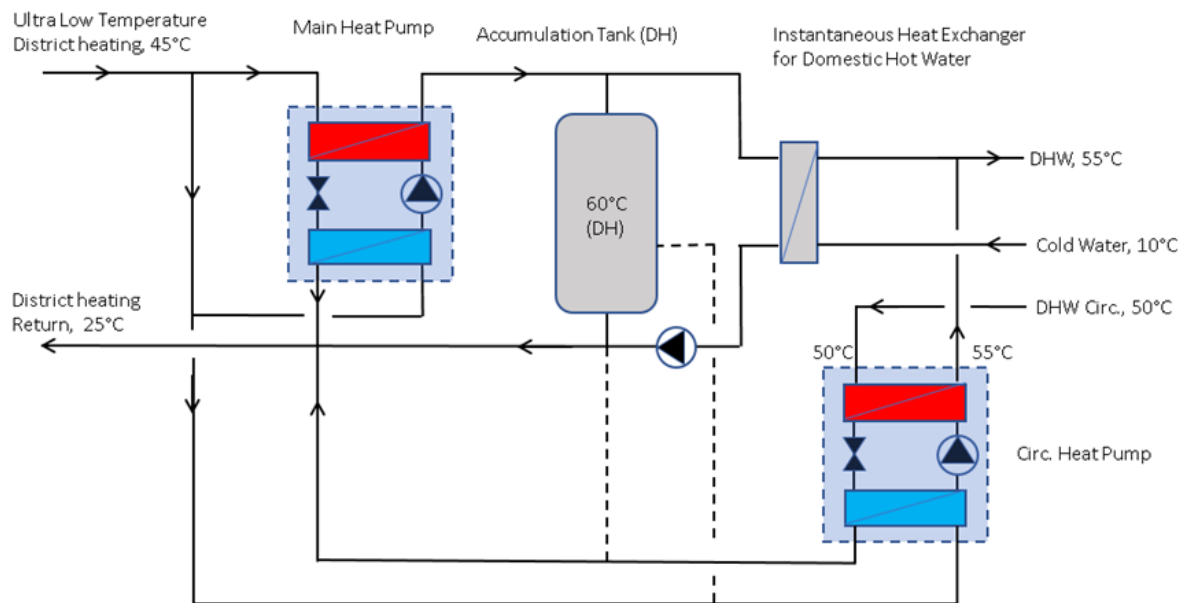 Ultra Low Temperature
District heating, 45°C
Main Heat Pump
Accumulation Tank (DH)
Instantaneous Heat Exchanger
for Domestic Hot Water
DHW, 55°C
60°C
(DH)
Cold Water, 10°C
District heating
Return, 25°C
DHW Circ., 50°C
50°C
55°C
Circ. Heat Pump